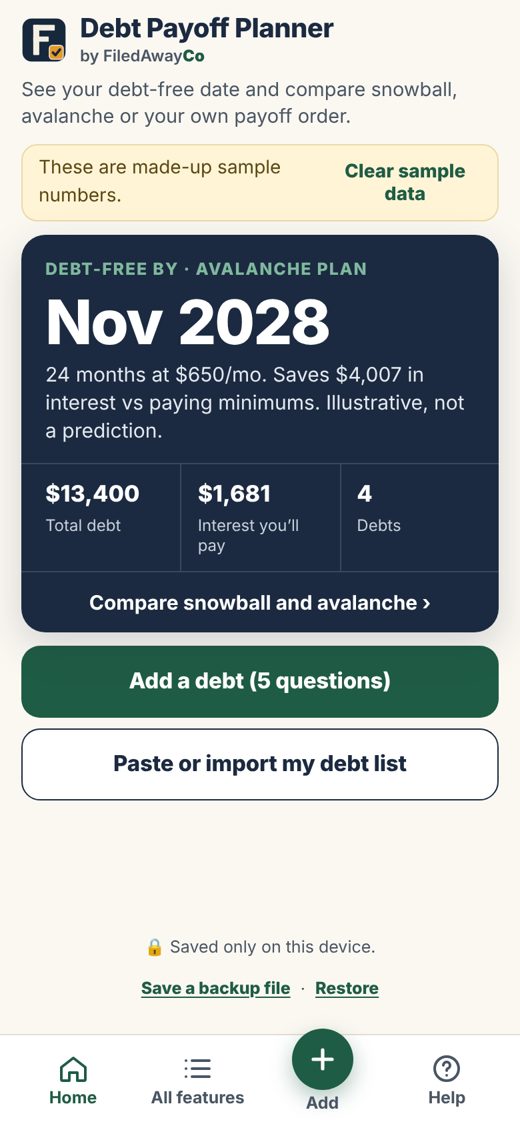 Debt Payoff Planner
by FiledAwayCo
See your debt-free date and compare snowball,
avalanche or your own payoff order.
These are made-up sample
numbers.
Clear sample
data
DEBT-FREE BY · AVALANCHE PLAN
Nov 2028
24 months at $650/mo. Saves $4,007 in
interest vs paying minimums. Illustrative, not
a prediction.
$13,400
Total debt
$1,681
Interest you’ll
pay
4
Debts
Compare snowball and avalanche ›
Add a debt (5 questions)
Paste or import my debt list
🔒 Saved only on this device.
Save a backup file · Restore
Home
All features
Add
Help